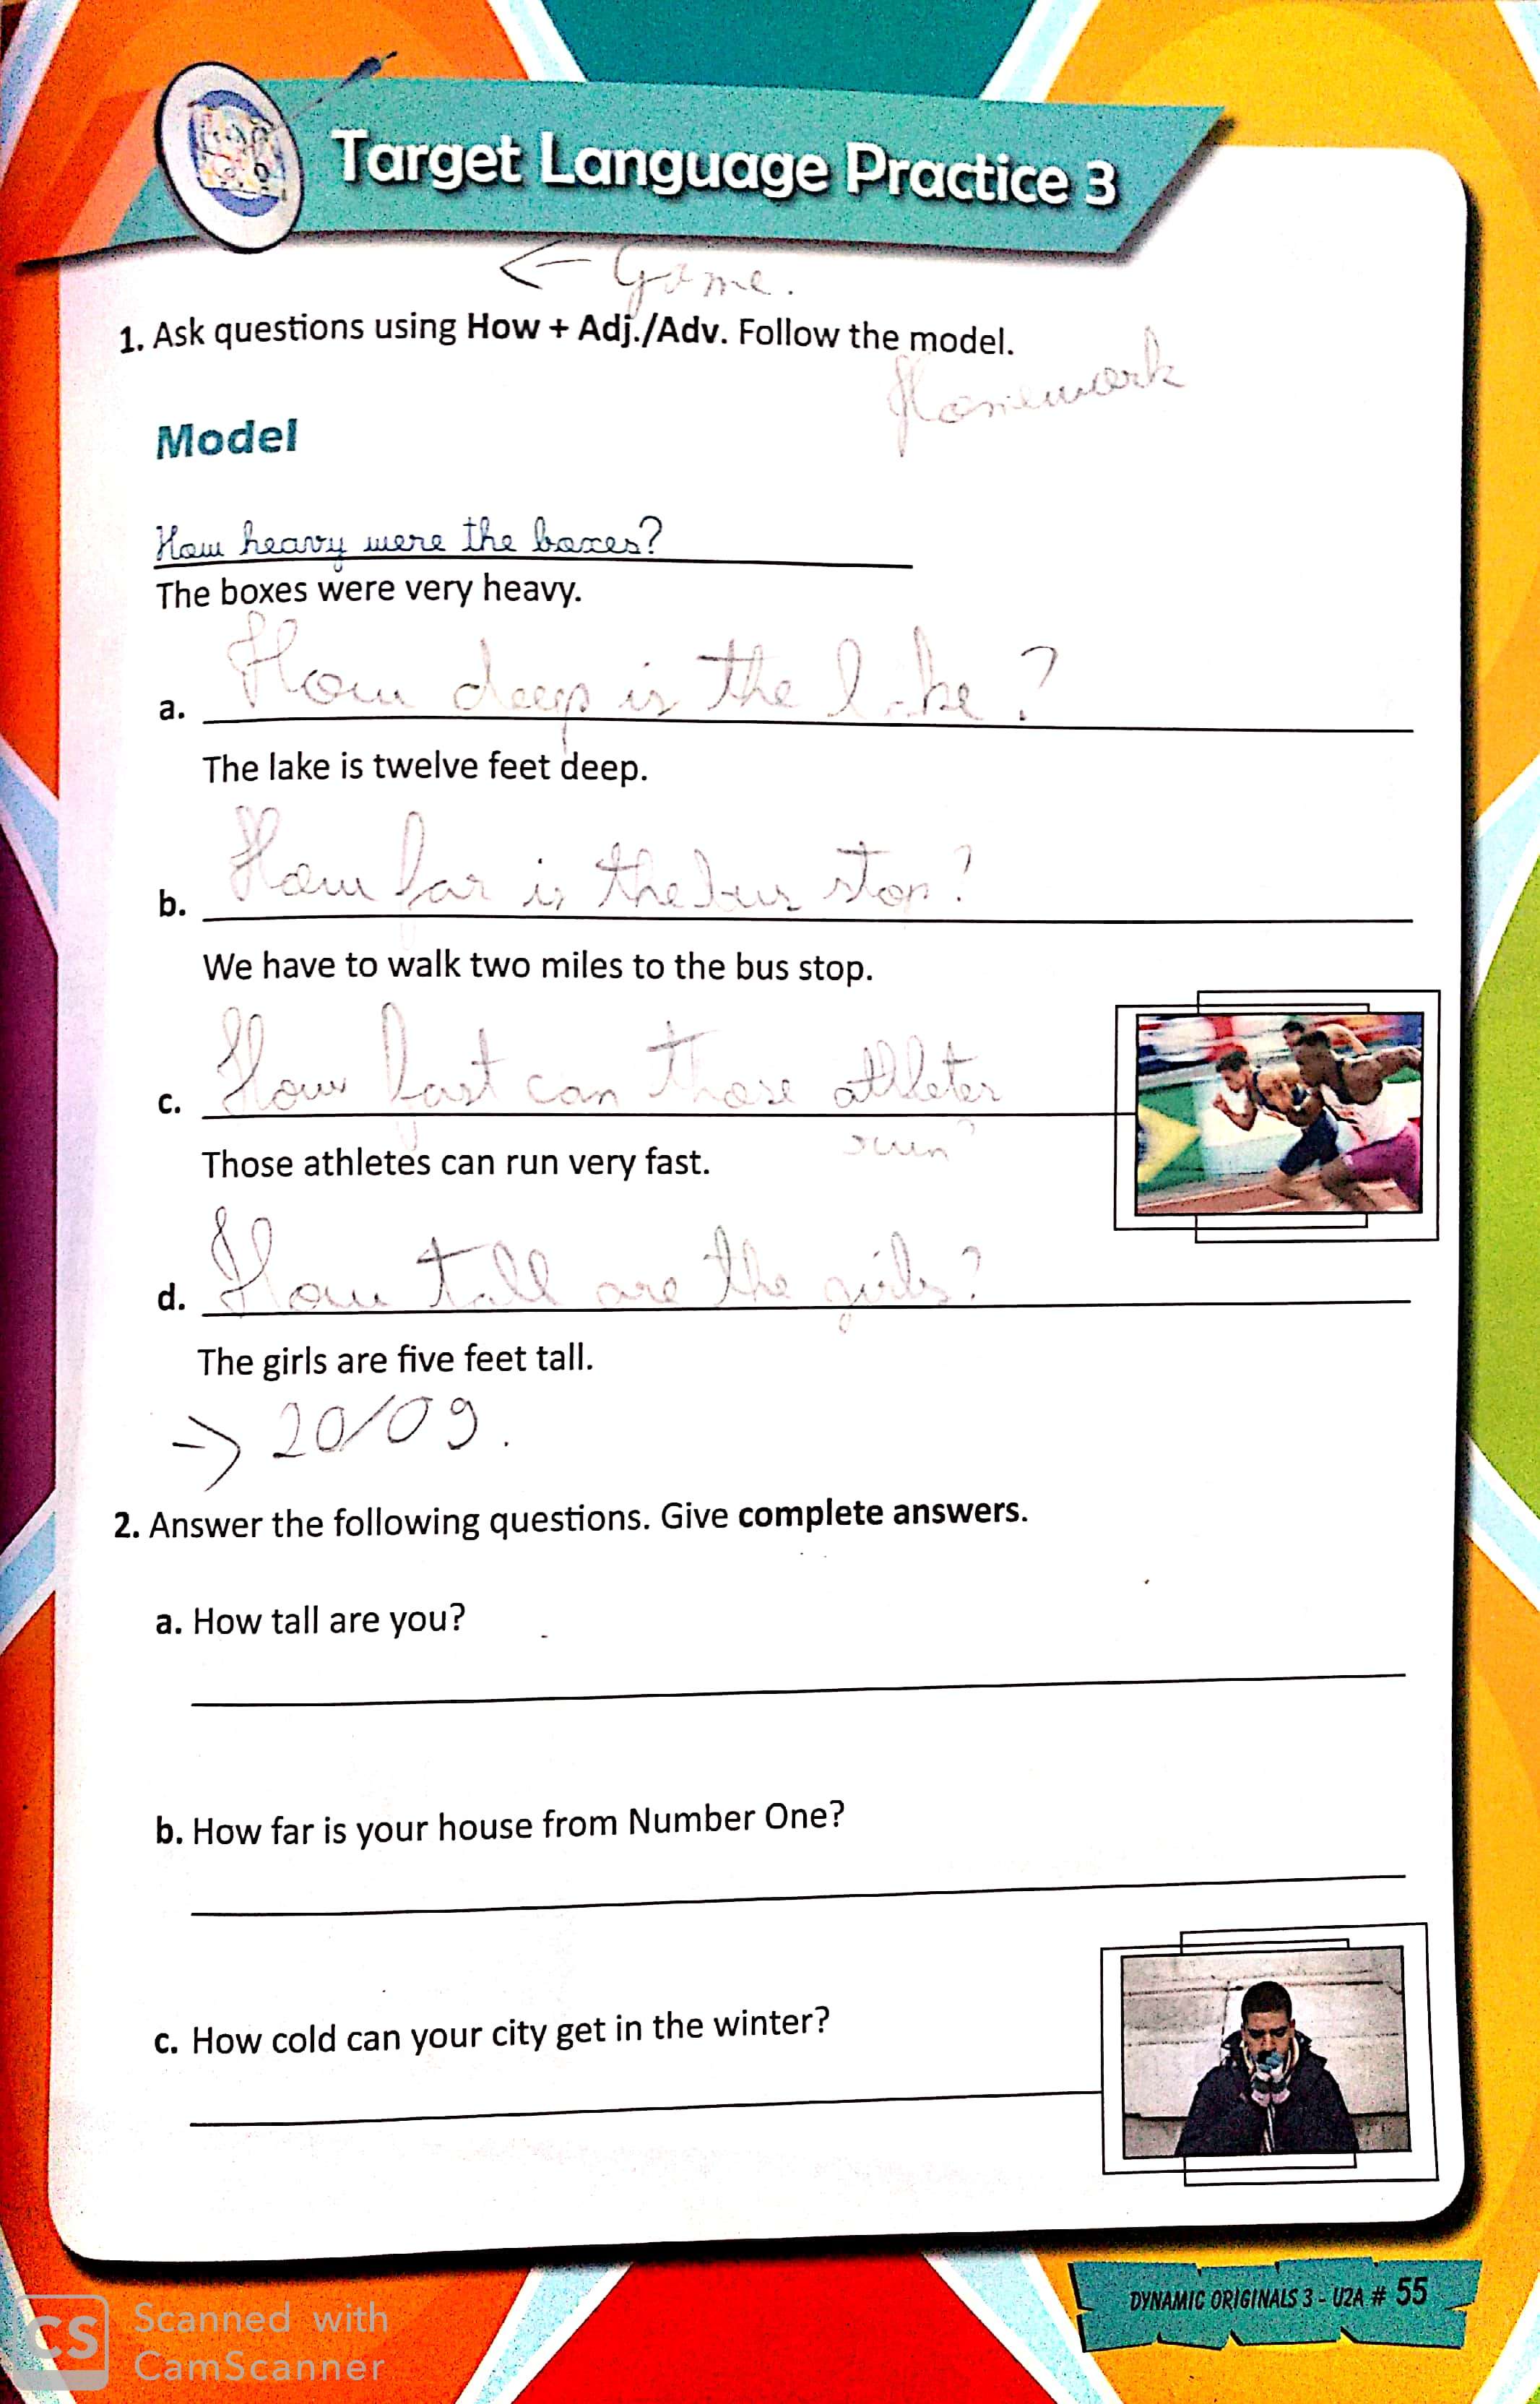 Target Language Practice 3
← Game.
1. Ask questions using How + Adj./Adv. Follow the model.
Homework
Model
How heavy were the boxes?
The boxes were very heavy.
How deep is the lake?
a.
The lake is twelve feet deep.
How far is the bus stop?
b.
We have to walk two miles to the bus stop.
How fast can those athletes
c.
run?
Those athletes can run very fast.
How tall are the girls?
d.
The girls are five feet tall.
→ 20/09.
2. Answer the following questions. Give complete answers.
a. How tall are you?
b. How far is your house from Number One?
c. How cold can your city get in the winter?
DYNAMIC ORIGINALS 3 - U2A # 55
CS Scanned with
CamScanner